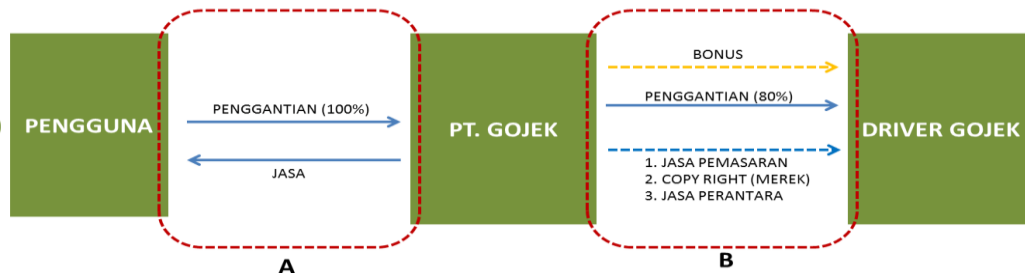 PENGGUNA
PENGGANTIAN (100%)
JASA
PT. GOJEK
BONUS
PENGGANTIAN (80%)
1. JASA PEMASARAN
2. COPY RIGHT (MEREK)
3. JASA PERANTARA
DRIVER GOJEK
A
B